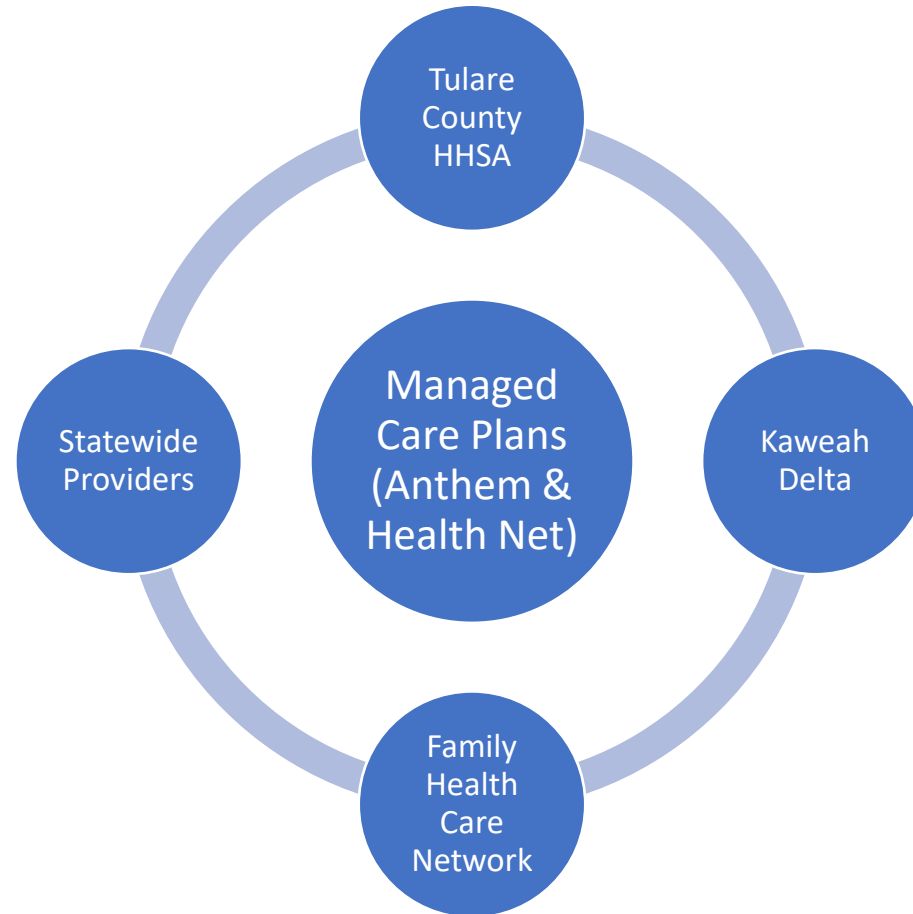 Tulare
County
HHSA
Managed
Care Plans
(Anthem &
Health Net)
Statewide
Providers
Kaweah
Delta
Family
Health
Care
Network